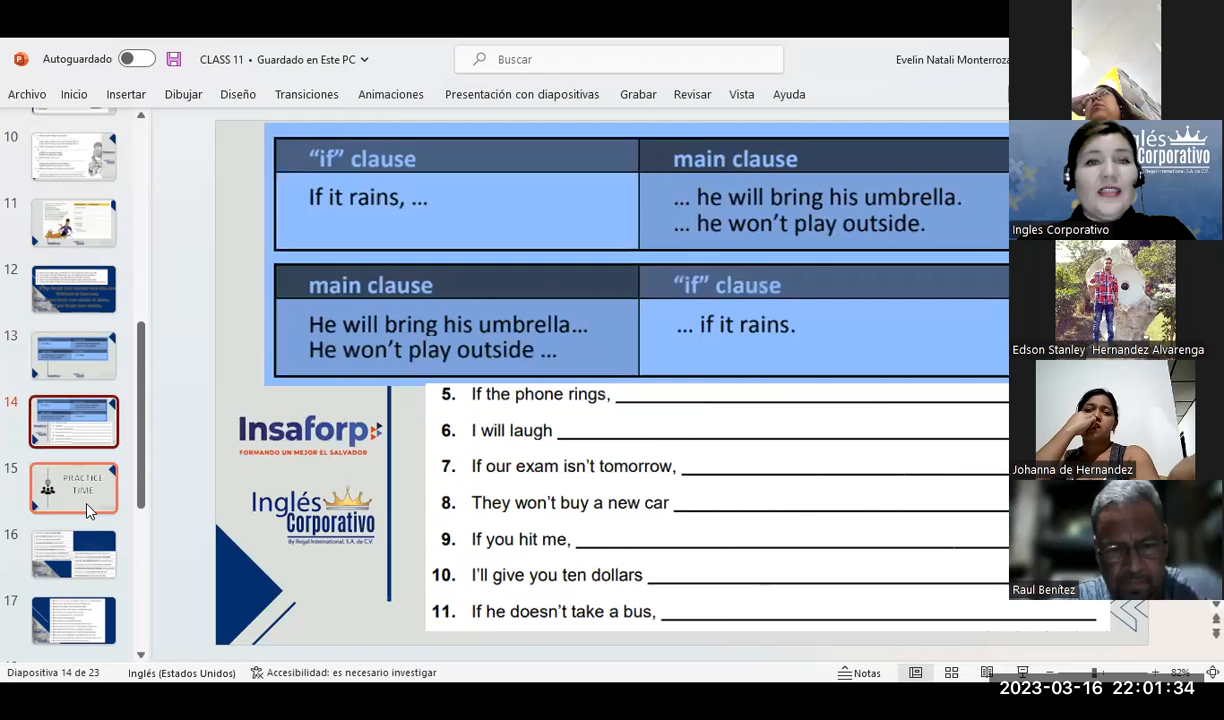 Autoguardado
CLASS 11 • Guardado en Este PC
Buscar
Evelin Natali Monterroza
Archivo Inicio Insertar Dibujar Diseño Transiciones Animaciones Presentación con diapositivas Grabar Revisar Vista Ayuda
10
11
12
13
14
15
PRACTICE
TIME
16
17
“if” clause main clause
If it rains, ... ... he will bring his umbrella.
... he won’t play outside.
main clause “if” clause
He will bring his umbrella... ... if it rains.
He won’t play outside ...
Insaforp
FORMANDO UN MEJOR EL SALVADOR
Inglés
Corporativo
By Regal International, S.A. de C.V.
5. If the phone rings,
6. I will laugh
7. If our exam isn’t tomorrow,
8. They won’t buy a new car
9. If you hit me,
10. I’ll give you ten dollars
11. If he doesn’t take a bus,
Inglés
Corporativo
Ingles Corporativo
Edson Stanley Hernandez Alvarenga
Johanna de Hernandez
Raul Benítez
Diapositiva 14 de 23 Inglés (Estados Unidos) Accesibilidad: es necesario investigar Notas 82%
2023-03-16 22:01:34